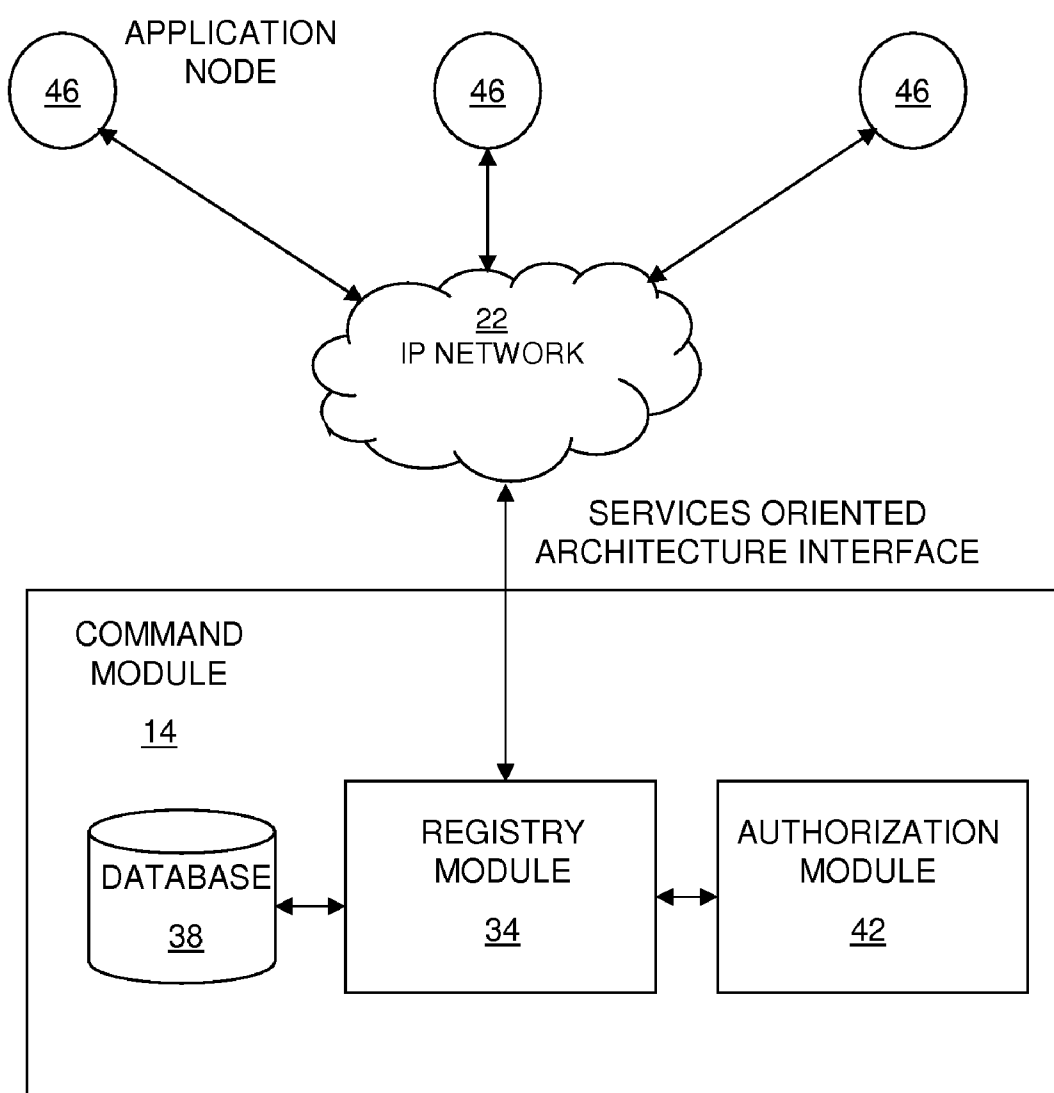 APPLICATION
NODE
46
46
46
22
IP NETWORK
SERVICES ORIENTED
ARCHITECTURE INTERFACE
COMMAND
MODULE
14
DATABASE
38
REGISTRY
MODULE
34
AUTHORIZATION
MODULE
42